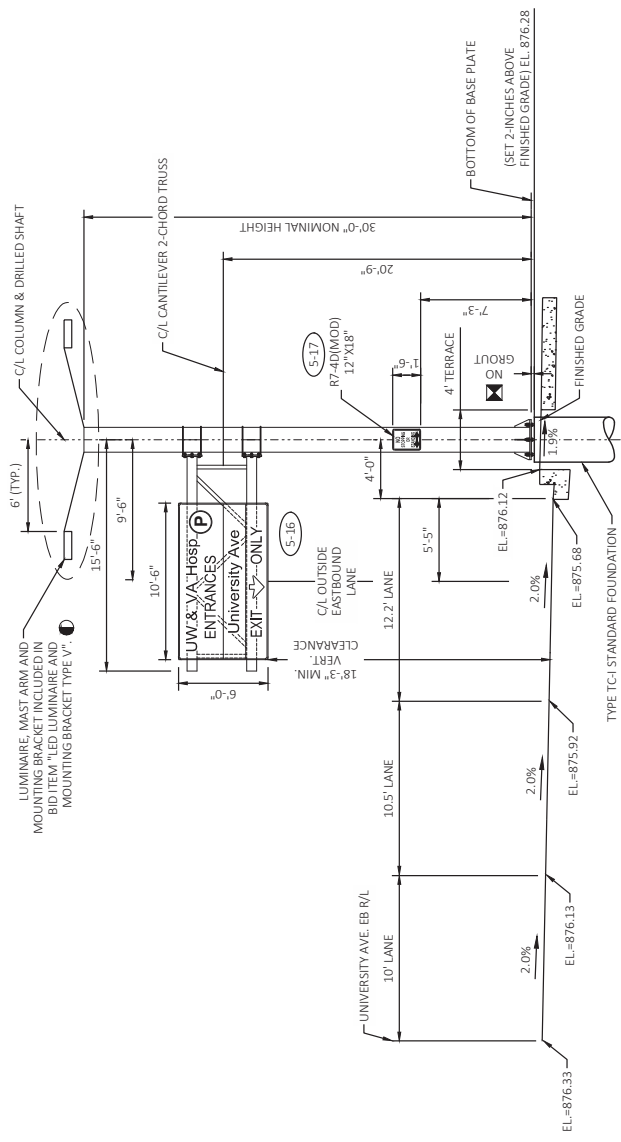 LUMINAIRE, MAST ARM AND
MOUNTING BRACKET INCLUDED IN
BID ITEM "LED LUMINAIRE AND
MOUNTING BRACKET TYPE V".
C/L COLUMN & DRILLED SHAFT
6' (TYP.)
9'-6"
15'-6"
10'-6"
6'-0"
UW & VA Hosp P
ENTRANCES
University Ave
EXIT ONLY
5-16
C/L CANTILEVER 2-CHORD TRUSS
30'-0" NOMINAL HEIGHT
20'-9"
7'-3"
1'-6"
5-17
R7-4D(MOD)
12"X18"
NO
4'-0"
4' TERRACE
NO
GROUT
BOTTOM OF BASE PLATE
(SET 2-INCHES ABOVE
FINISHED GRADE) EL. 876.28
FINISHED GRADE
1.9%
EL.=876.12
5'-5"
C/L OUTSIDE
EASTBOUND
LANE
18'-3" MIN.
VERT.
CLEARANCE
UNIVERSITY AVE. EB R/L
10' LANE
10.5' LANE
12.2' LANE
2.0%
2.0%
2.0%
EL.=876.33
EL.=876.13
EL.=875.92
EL.=875.68
TYPE TC-I STANDARD FOUNDATION